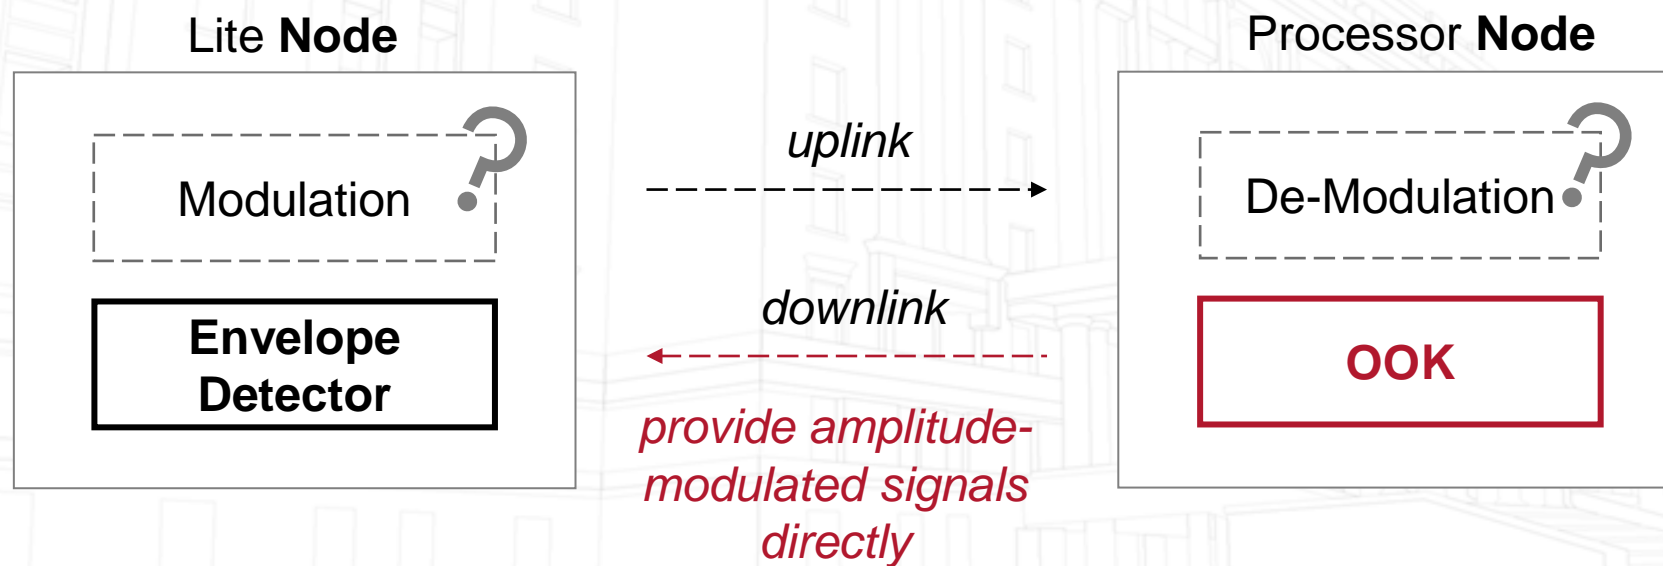 Lite Node
Processor Node
Modulation
?
uplink
De-Modulation
?
Envelope
Detector
downlink
OOK
provide amplitude-
modulated signals
directly